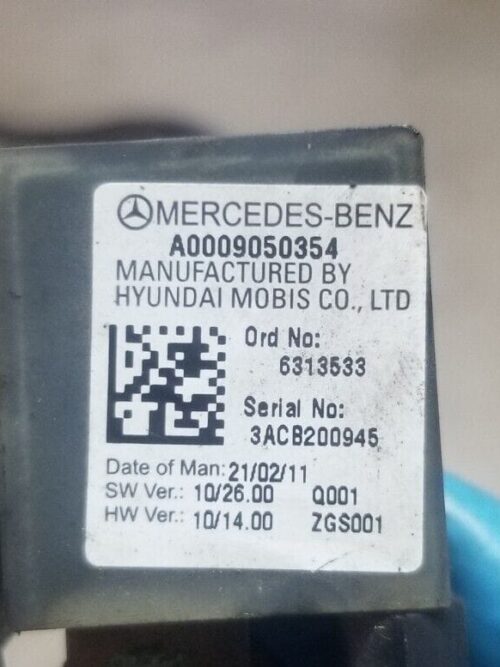 MERCEDES-BENZ
A0009050354
MANUFACTURED BY
HYUNDAI MOBIS CO., LTD
Ord No:
6313533
Serial No:
3ACB200945
Date of Man: 21/02/11
SW Ver.: 10/26.00 Q001
HW Ver.: 10/14.00 ZGS001